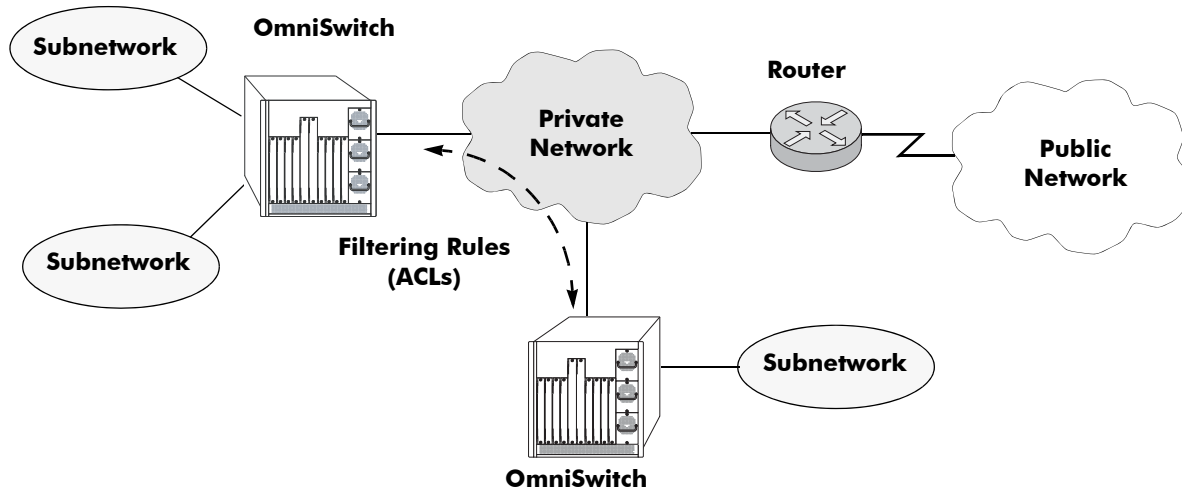 OmniSwitch
Subnetwork
Router
Private
Network
Public
Network
Subnetwork
Filtering Rules
(ACLs)
Subnetwork
OmniSwitch